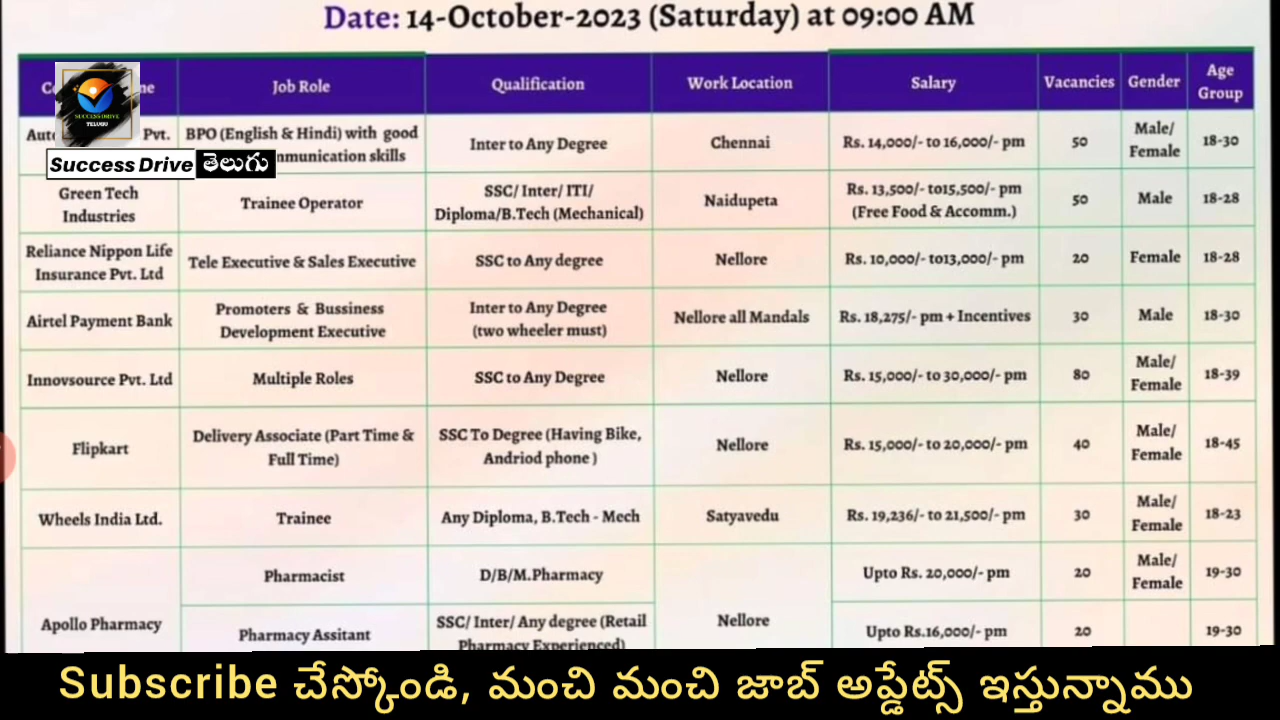 Date: 14-October-2023 (Saturday) at 09:00 AM
Job Role Qualification Work Location Salary Vacancies Gender Age Group
SUCCESS DRIVE
TELUGU
Success Drive తెలుగు
Pvt. BPO (English & Hindi) with good skills Inter to Any Degree Chennai Rs. 14,000/- to 16,000/- pm 50 Male/ Female 18-30
Green Tech Industries Trainee Operator SSC/ Inter/ ITI/ Diploma/B.Tech (Mechanical) Naidupeta Rs. 13,500/- to15,500/- pm (Free Food & Accomm.) 50 Male 18-28
Reliance Nippon Life Insurance Pvt. Ltd Tele Executive & Sales Executive SSC to Any degree Nellore Rs. 10,000/- to13,000/- pm 20 Female 18-28
Airtel Payment Bank Promoters & Bussiness Development Executive Inter to Any Degree (two wheeler must) Nellore all Mandals Rs. 18,275/- pm + Incentives 30 Male 18-30
Innovsource Pvt. Ltd Multiple Roles SSC to Any Degree Nellore Rs. 15,000/- to 30,000/- pm 80 Male/ Female 18-39
Flipkart Delivery Associate (Part Time & Full Time) SSC To Degree (Having Bike, Andriod phone ) Nellore Rs. 15,000/- to 20,000/- pm 40 Male/ Female 18-45
Wheels India Ltd. Trainee Any Diploma, B.Tech - Mech Satyavedu Rs. 19,236/- to 21,500/- pm 30 Male/ Female 18-23
Apollo Pharmacy Pharmacist D/B/M.Pharmacy Nellore Upto Rs. 20,000/- pm 20 Male/ Female 19-30
Pharmacy Assitant SSC/ Inter/ Any degree (Retail Pharmacy Experienced) Upto Rs.16,000/- pm 20 19-30
Subscribe చేస్కోండి, మంచి మంచి జాబ్ అప్డేట్స్ ఇస్తున్నాము